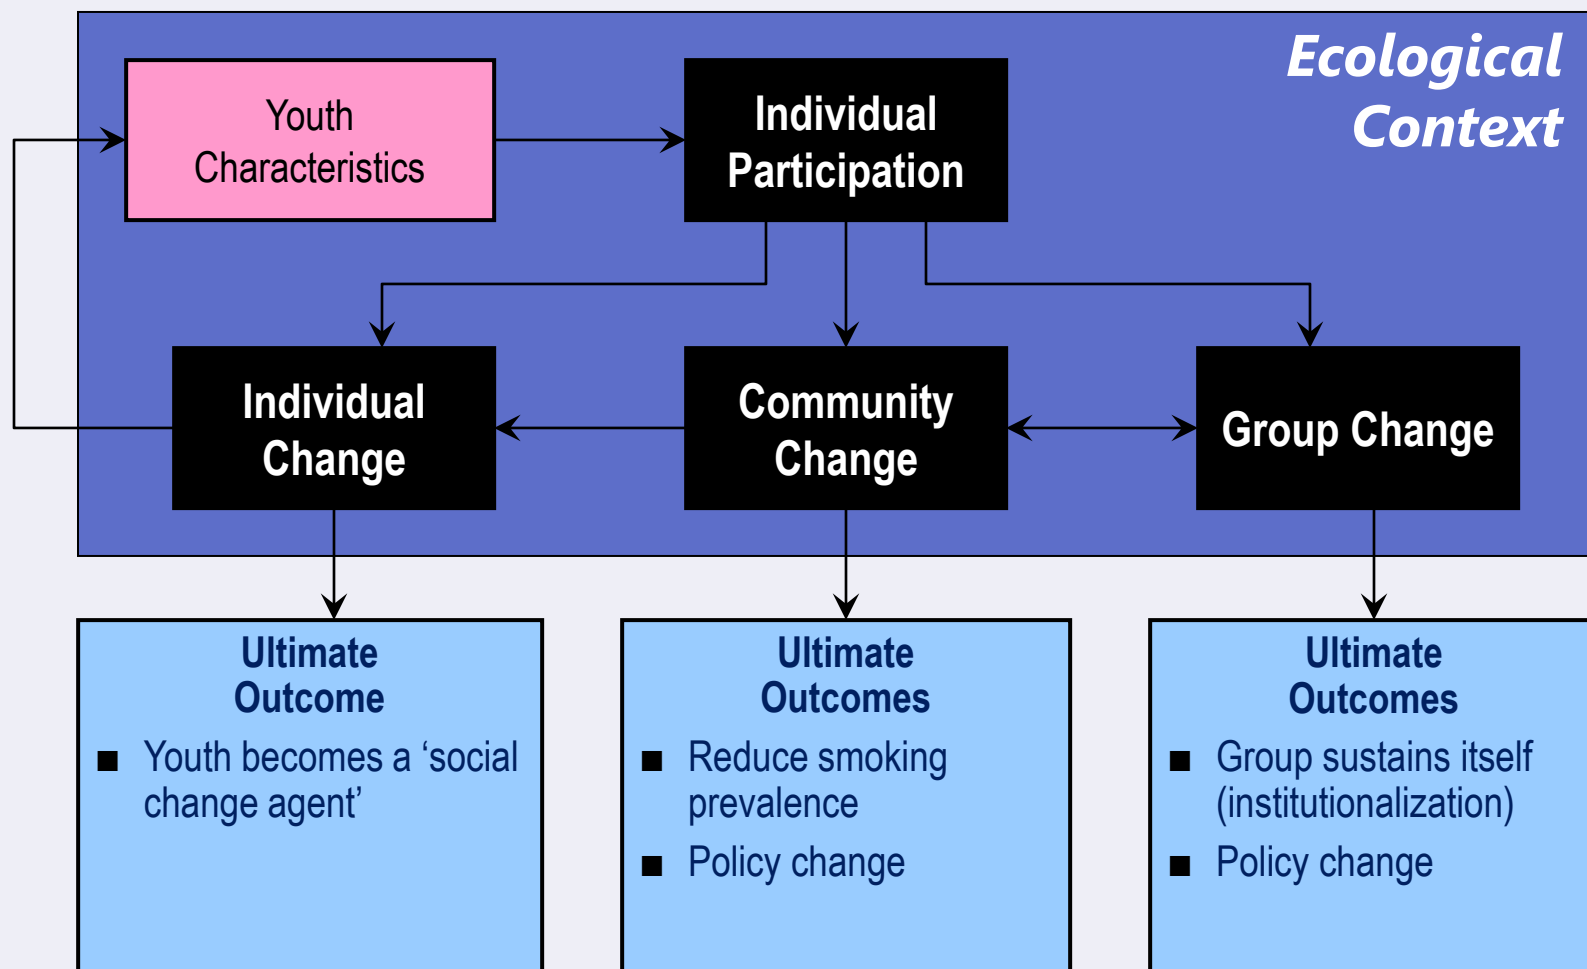 Ecological
Context
Youth
Characteristics
Individual
Participation
Individual
Change
Community
Change
Group Change
Ultimate
Outcome
■ Youth becomes a ‘social
change agent’
Ultimate
Outcomes
■ Reduce smoking
prevalence
■ Policy change
Ultimate
Outcomes
■ Group sustains itself
(institutionalization)
■ Policy change